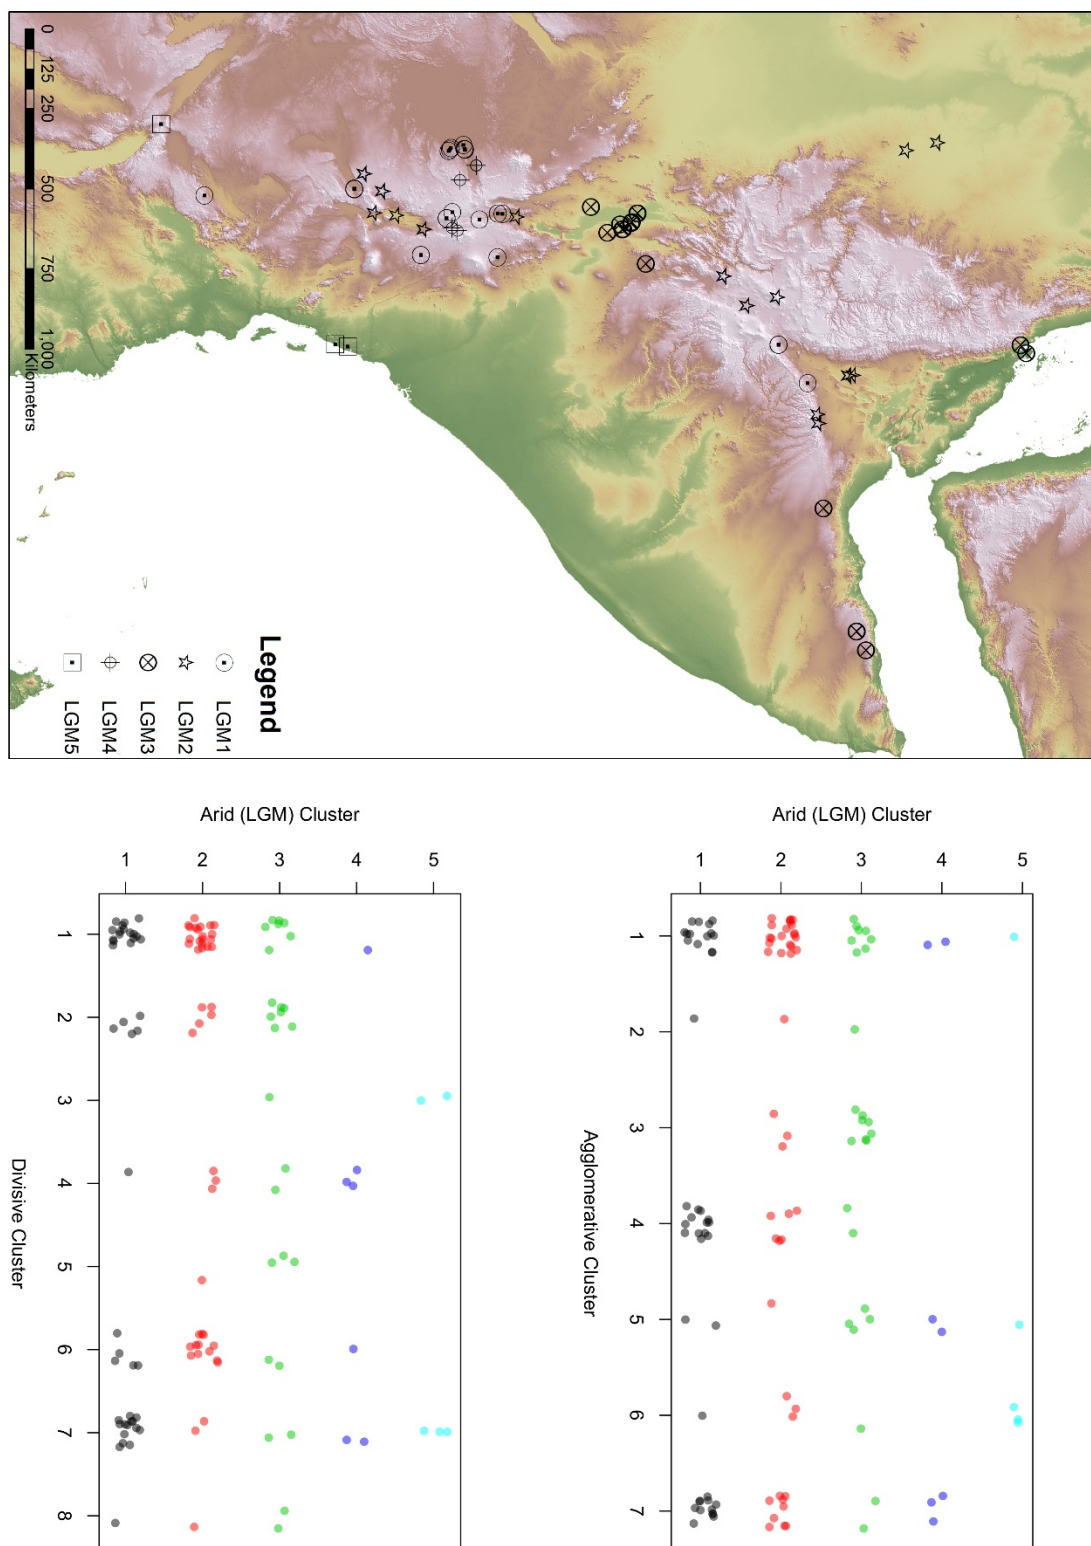 0 125 250 500 750 1,000
Kilometers
Legend
LGM1
LGM2
LGM3
LGM4
LGM5
Arid (LGM) Cluster
1 2 3 4 5
1 2 3 4 5 6 7 8
Divisive Cluster
Arid (LGM) Cluster
1 2 3 4 5
1 2 3 4 5 6 7
Agglomerative Cluster